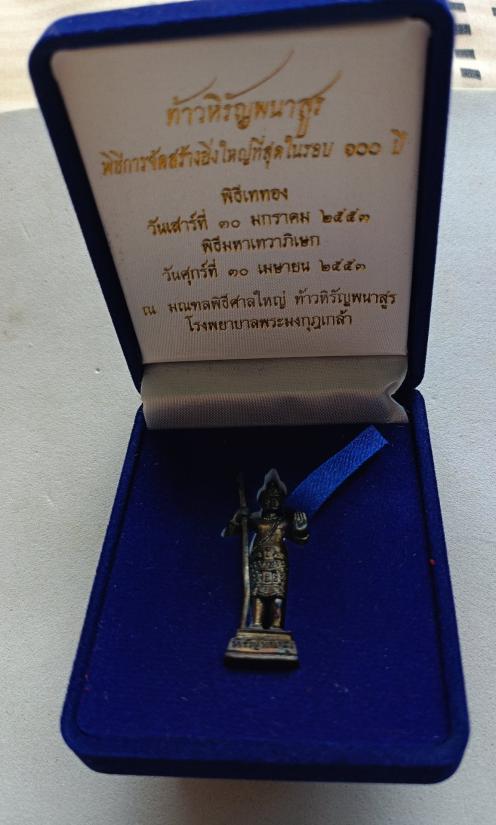 ท้าวหิรัญพนาสูร
พิธีการจัดสร้างยิ่งใหญ่ที่สุดในรอบ ๑๐๐ ปี
พิธีเททอง
วันเสาร์ที่ ๓๐ มกราคม ๒๕๕๓
พิธีมหาเทวาภิเษก
วันศุกร์ที่ ๓๐ เมษายน ๒๕๕๓
ณ มณฑลพิธีศาลใหญ่ ท้าวหิรัญพนาสูร
โรงพยาบาลพระมงกุฎเกล้า